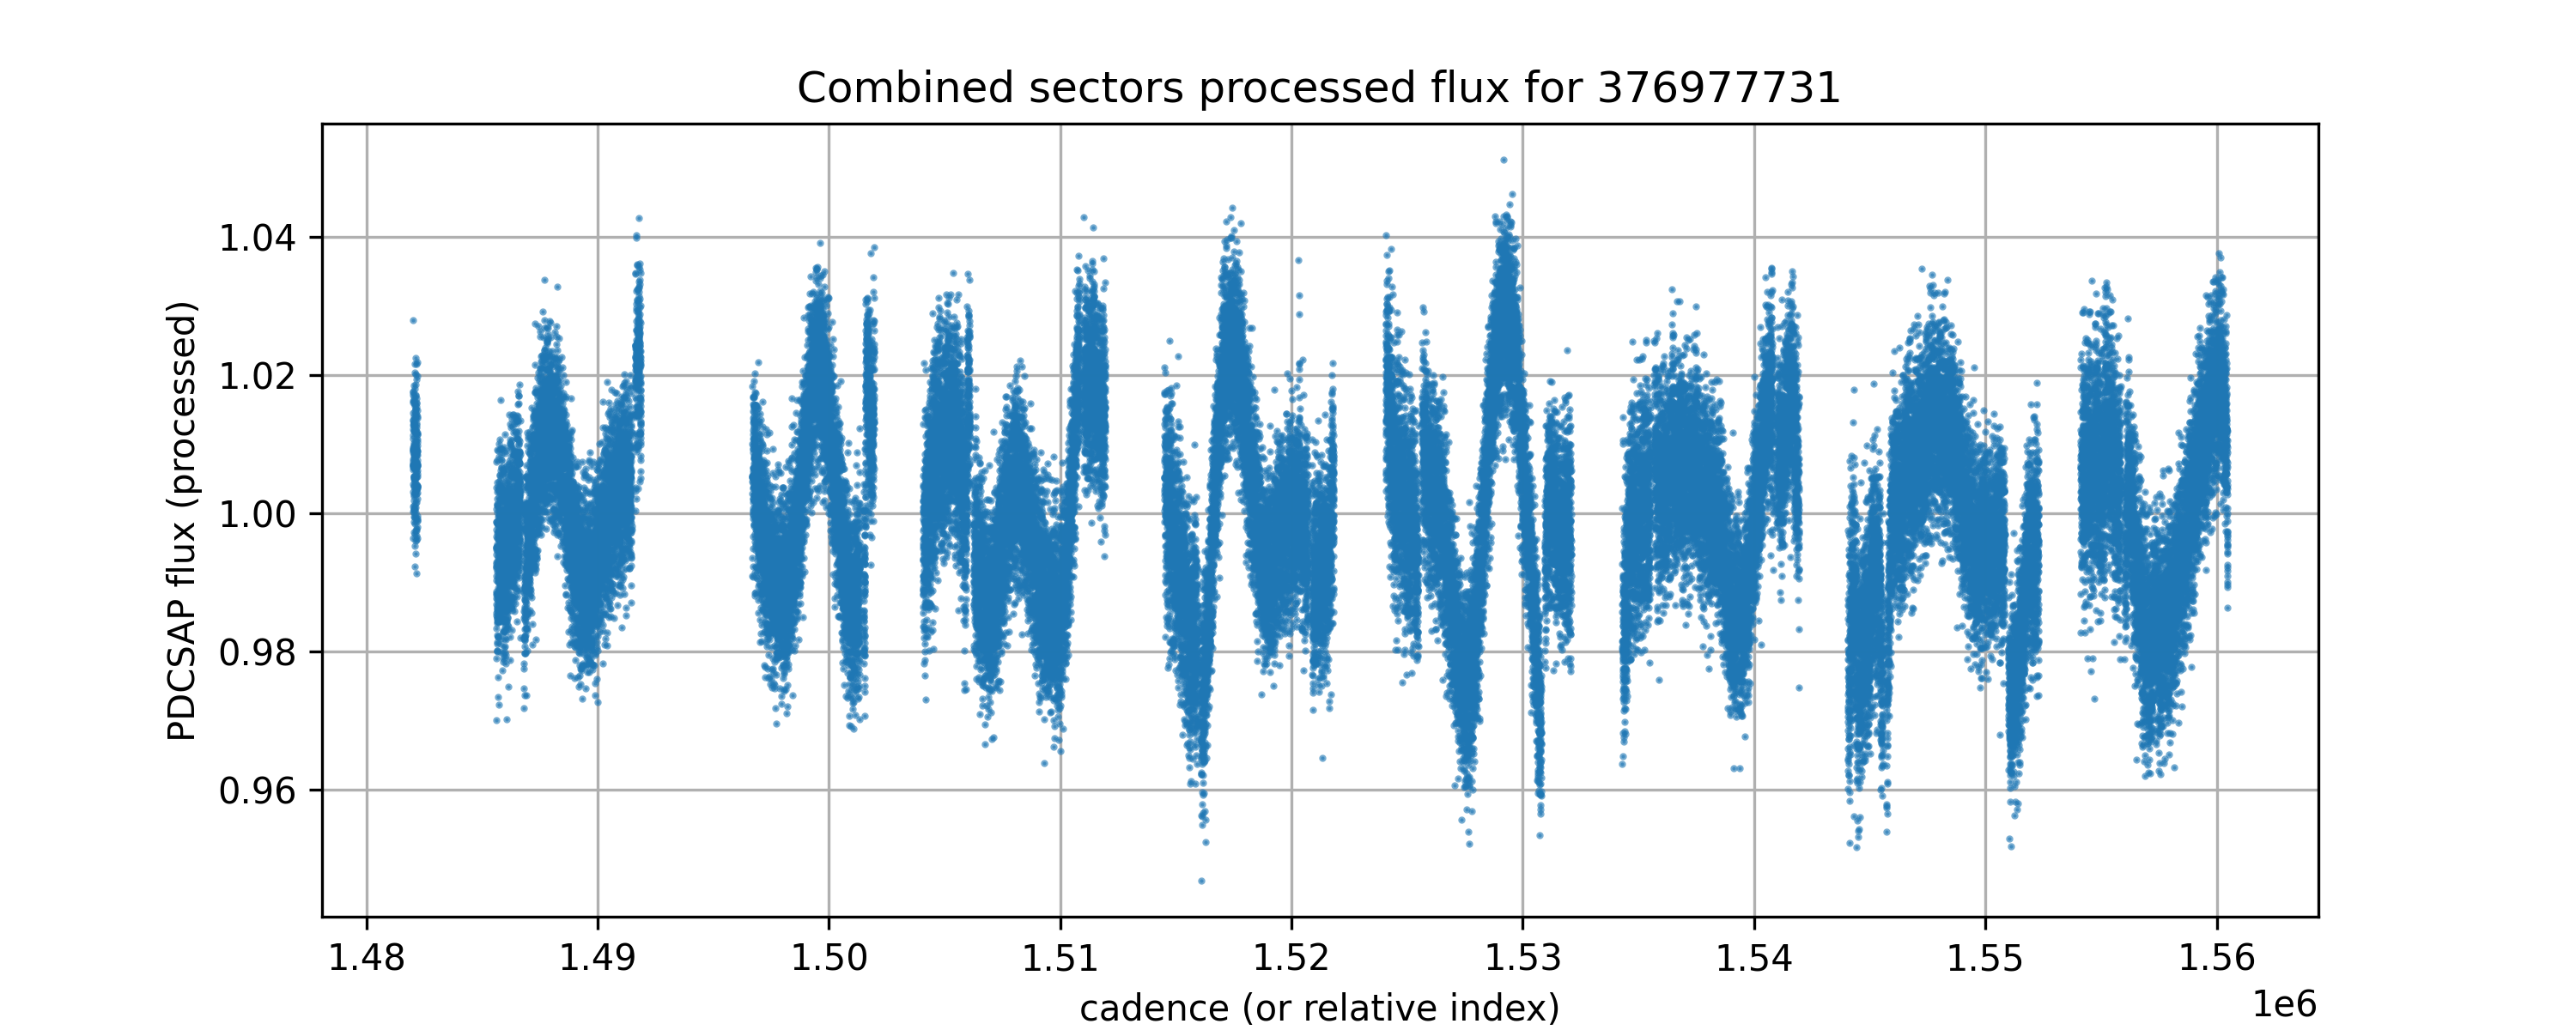 Combined sectors processed flux for 376977731
PDCSAP flux (processed)
1.04
1.02
1.00
0.98
0.96
1.48 1.49 1.50 1.51 1.52 1.53 1.54 1.55 1.56
1e6
cadence (or relative index)